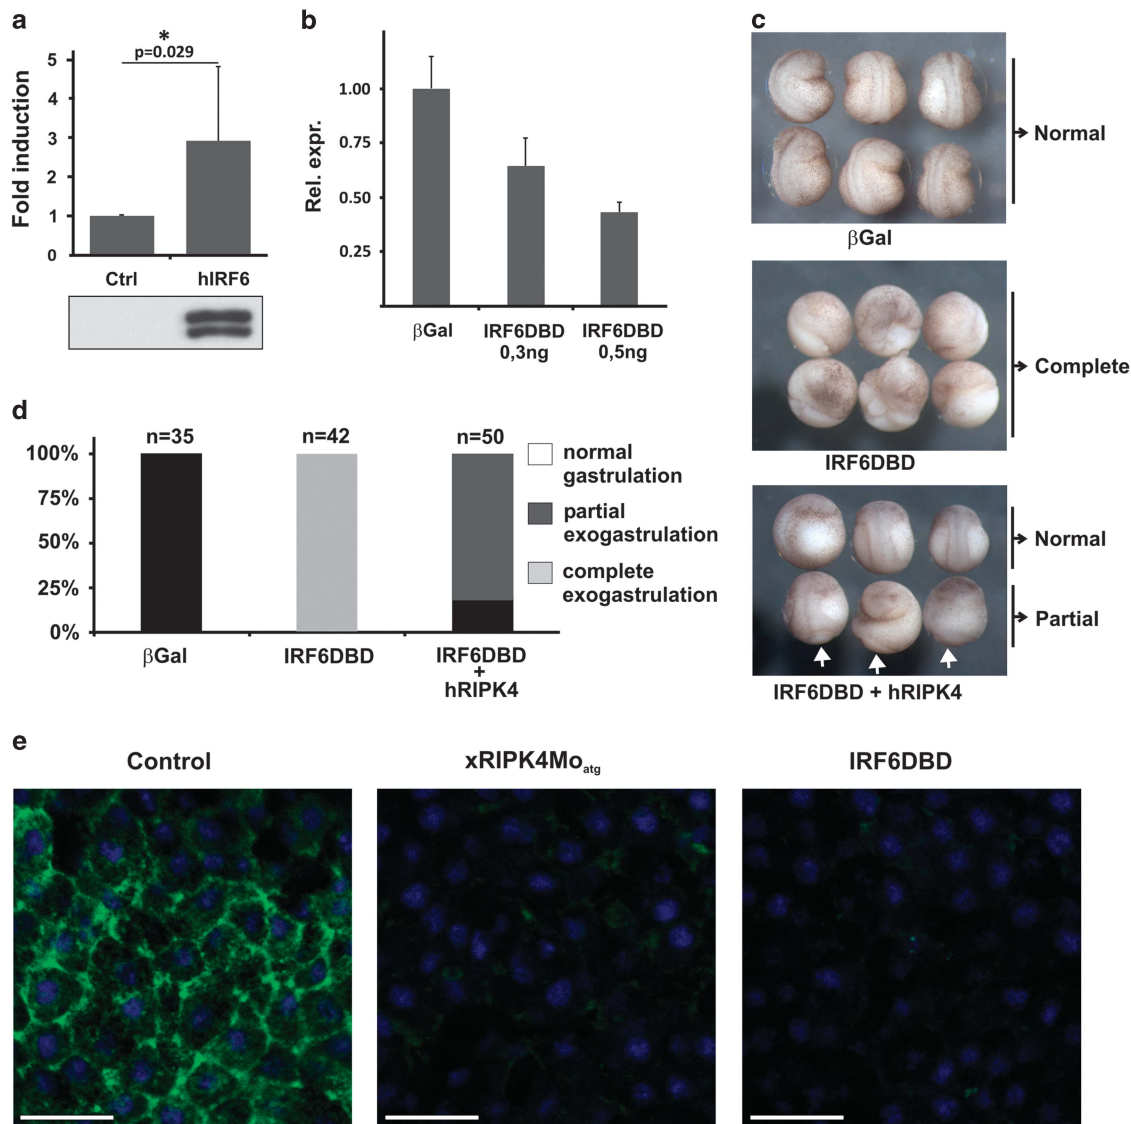 a
*
p=0.029
Fold induction
5
4
3
2
1
0
Ctrl hIRF6
b
Rel. expr.
1.00
0.75
0.50
0.25
βGal IRF6DBD IRF6DBD
0,3ng 0,5ng
c
Normal
βGal
Complete
IRF6DBD
Normal
Partial
IRF6DBD + hRIPK4
d
n=35 n=42 n=50
100%
75%
50%
25%
0%
βGal IRF6DBD IRF6DBD
+
hRIPK4
normal
gastrulation
partial
exogastrulation
complete
exogastrulation
e
Control xRIPK4Moatg IRF6DBD